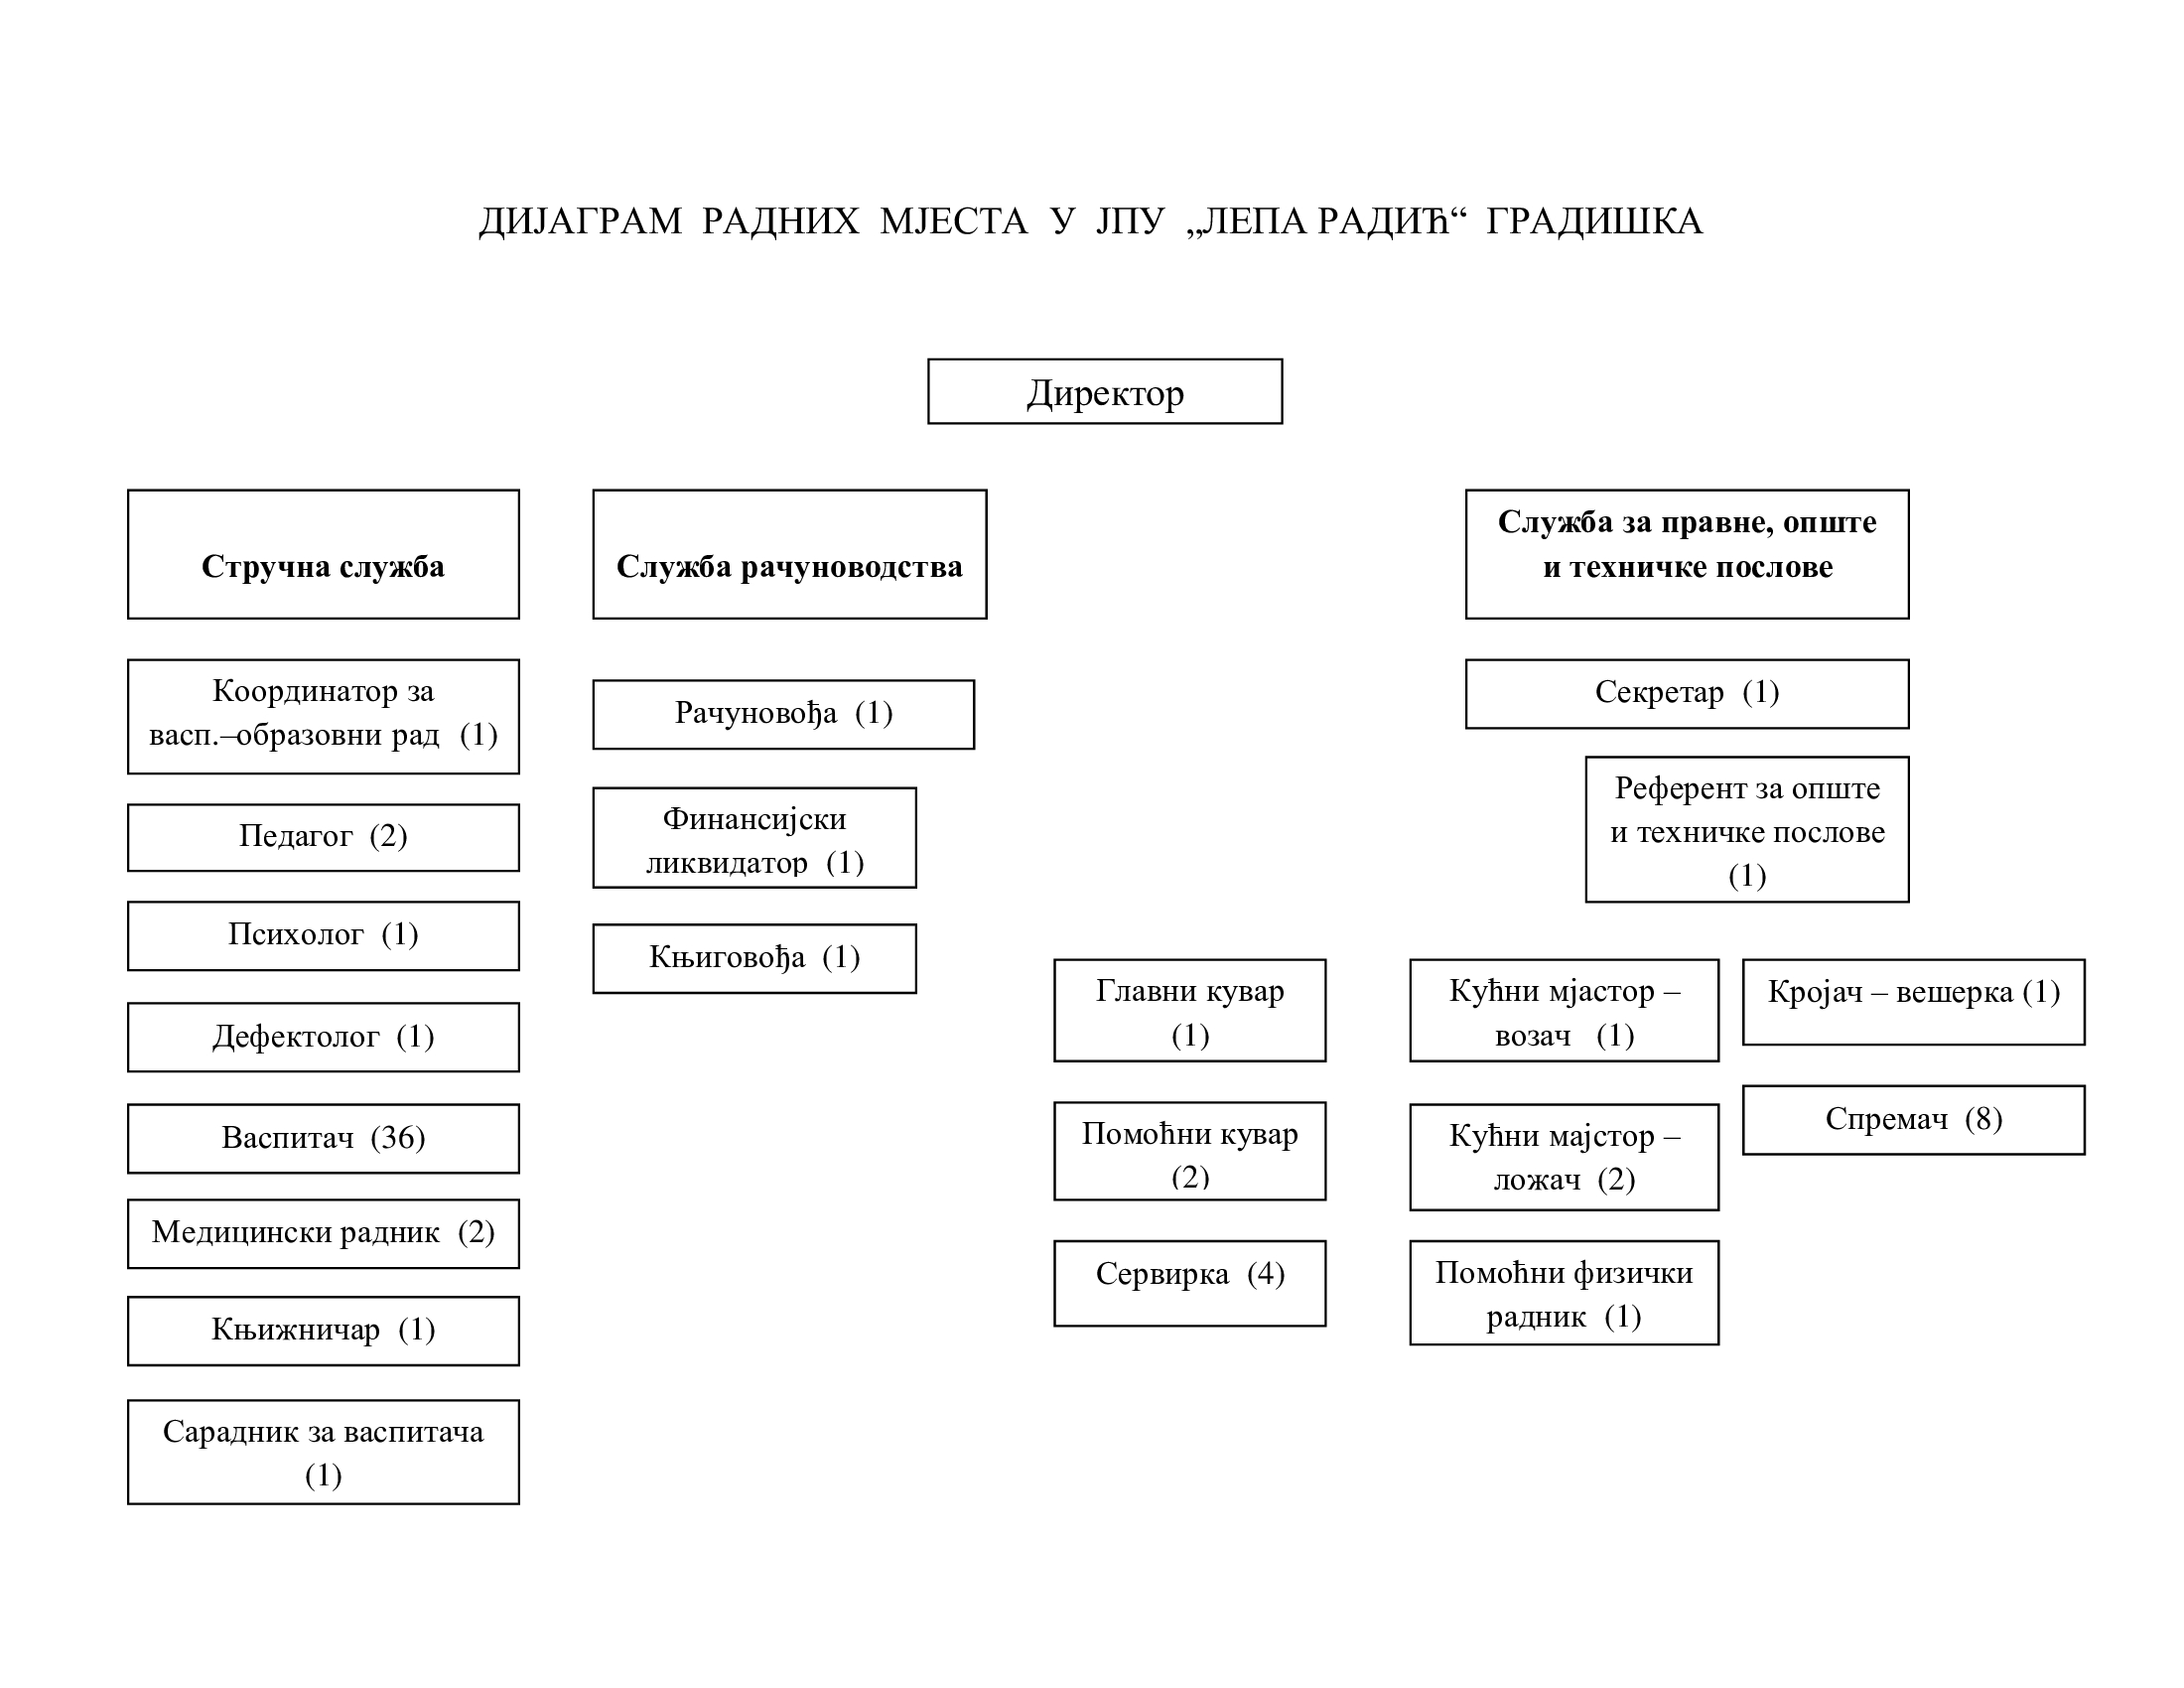 ДИЈАГРАМ РАДНИХ МЈЕСТА У ЈПУ „ЛЕПА РАДИЋ“ ГРАДИШКА
Директор
Стручна служба
Служба рачуноводства
Служба за правне, опште
и техничке послове
Координатор за
васп.–образовни рад (1)
Педагог (2)
Психолог (1)
Дефектолог (1)
Васпитач (36)
Медицински радник (2)
Књижничар (1)
Сарадник за васпитача
(1)
Рачуновођа (1)
Финансијски
ликвидатор (1)
Књиговођа (1)
Секретар (1)
Референт за опште
и техничке послове
(1)
Главни кувар
(1)
Помоћни кувар
(2)
Сервирка (4)
Кућни мјастор –
возач (1)
Кућни мајстор –
ложач (2)
Помоћни физички
радник (1)
Кројач – вешерка (1)
Спремач (8)